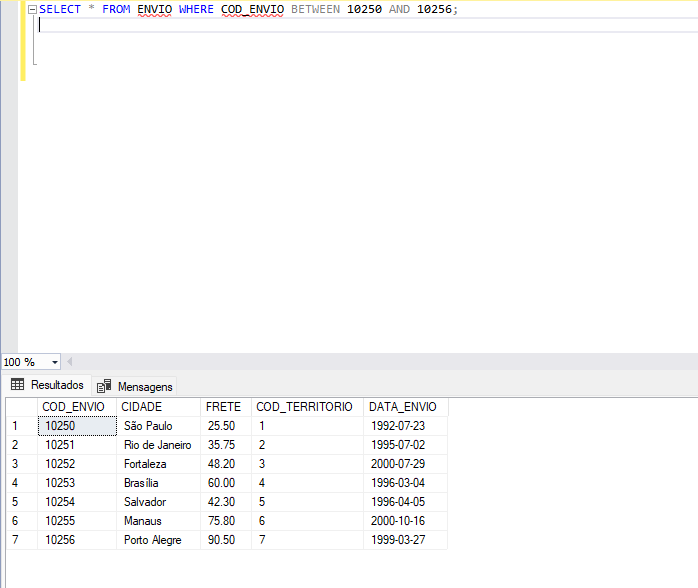 SELECT * FROM ENVIO WHERE COD_ENVIO BETWEEN 10250 AND 10256;
100 %
Resultados Mensagens
COD_ENVIO CIDADE FRETE COD_TERRITORIO DATA_ENVIO
1 10250 São Paulo 25.50 1 1992-07-23
2 10251 Rio de Janeiro 35.75 2 1995-07-02
3 10252 Fortaleza 48.20 3 2000-07-29
4 10253 Brasília 60.00 4 1996-03-04
5 10254 Salvador 42.30 5 1996-04-05
6 10255 Manaus 75.80 6 2000-10-16
7 10256 Porto Alegre 90.50 7 1999-03-27